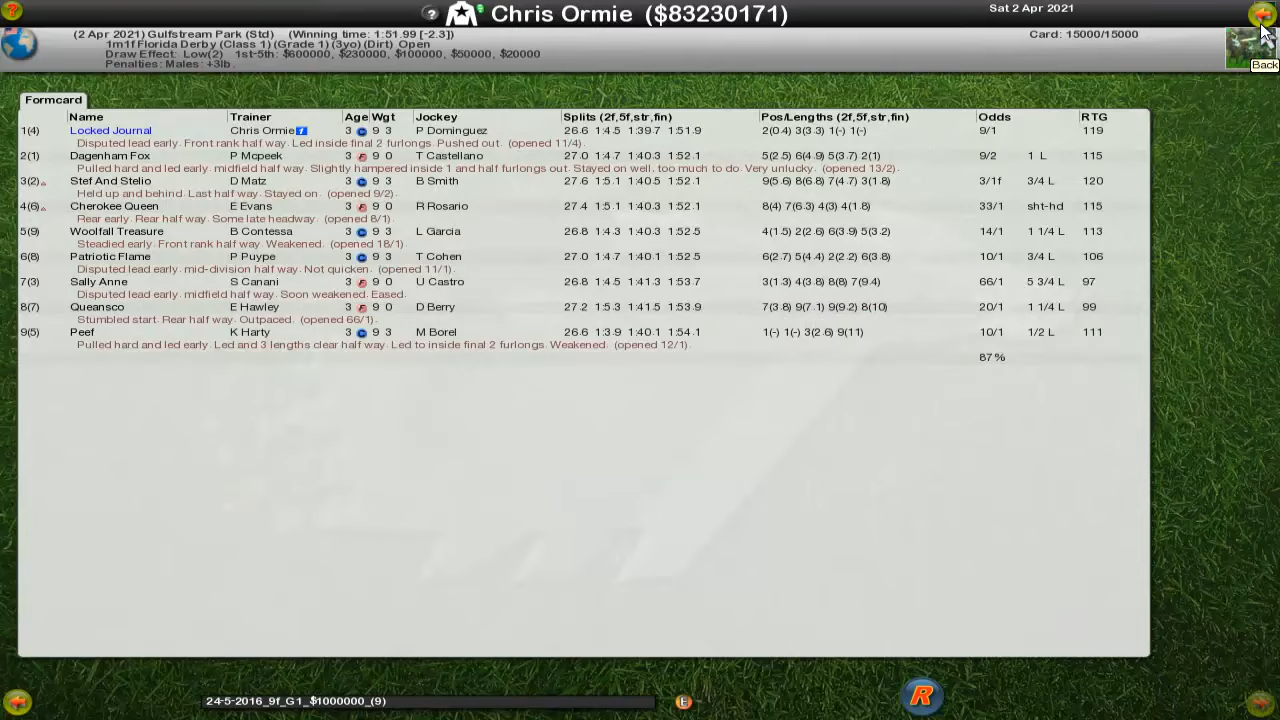 Chris Ormie ($83230171)
Sat 2 Apr 2021
(2 Apr 2021) Gulfstream Park (Std) (Winning time: 1:51.99 [-2.3])
Card: 15000/15000
1m1f Florida Derby (Class 1) (Grade 1) (3yo) (Dirt) Open
Draw Effect: Low(2) 1st-5th: $600000, $230000, $100000, $50000, $20000
Penalties: Males: +3lb.
Back
Formcard
Name Trainer Age Wgt Jockey Splits (2f,5f,str,fin) Pos/Lengths (2f,5f,str,fin) Odds RTG
1(4) Locked Journal Chris Ormie f 3 C 9 3 P Dominguez 26.6 1:4.5 1:39.7 1:51.9 2(0.4) 3(3.3) 1(-) 1(-) 9/1 119
Disputed lead early. Front rank half way. Led inside final 2 furlongs. Pushed out. (opened 11/4)
2(1) Dagenham Fox P Mcpeek 3 F 9 0 T Castellano 27.0 1:4.7 1:40.3 1:52.1 5(2.5) 6(4.9) 5(3.7) 2(1) 9/2 1 L 115
Pulled hard and led early. midfield half way. Slightly hampered inside 1 and half furlongs out. Stayed on well, too much to do. Very unlucky. (opened 13/2).
3(2) Stef And Stelio D Matz 3 C 9 3 B Smith 27.6 1:5.1 1:40.5 1:52.1 9(5.6) 8(6.8) 7(4.7) 3(1.8) 3/1f 3/4 L 120
Held up and behind. Last half way. Stayed on. (opened 9/2).
4(6) Cherokee Queen E Evans 3 F 9 0 R Rosario 27.4 1:5.1 1:40.3 1:52.1 8(4) 7(6.3) 4(3) 4(1.8) 33/1 sht-hd 115
Rear early. Rear half way. Some late headway. (opened 8/1).
5(9) Woolfall Treasure B Contessa 3 C 9 3 L Garcia 26.8 1:4.3 1:40.3 1:52.5 4(1.5) 2(2.6) 6(3.9) 5(3.2) 14/1 1 1/4 L 113
Steadied early. Front rank half way. Weakened. (opened 18/1).
6(8) Patriotic Flame P Puype 3 C 9 3 T Cohen 27.0 1:4.7 1:40.1 1:52.5 6(2.7) 5(4.4) 2(2.2) 6(3.8) 10/1 3/4 L 106
Disputed lead early. mid-division half way. Not quicken. (opened 11/1).
7(3) Sally Anne S Canani 3 F 9 0 U Castro 26.8 1:4.5 1:41.3 1:53.7 3(1.3) 4(3.8) 8(8) 7(9.4) 66/1 5 3/4 L 97
Disputed lead early. midfield half way. Soon weakened. Eased.
8(7) Queansco E Hawley 3 F 9 0 D Berry 27.2 1:5.3 1:41.5 1:53.9 7(3.8) 9(7.1) 9(9.2) 8(10) 20/1 1 1/4 L 99
Stumbled start. Rear half way. Outpaced. (opened 66/1).
9(5) Peef K Harty 3 C 9 3 M Borel 26.6 1:3.9 1:40.1 1:54.1 1(-) 1(-) 3(2.6) 9(11) 10/1 1/2 L 111
Pulled hard and led early. Led and 3 lengths clear half way. Led to inside final 2 furlongs. Weakened. (opened 12/1).
87%
24-5-2016_9f_G1_$1000000_(9)
E
R